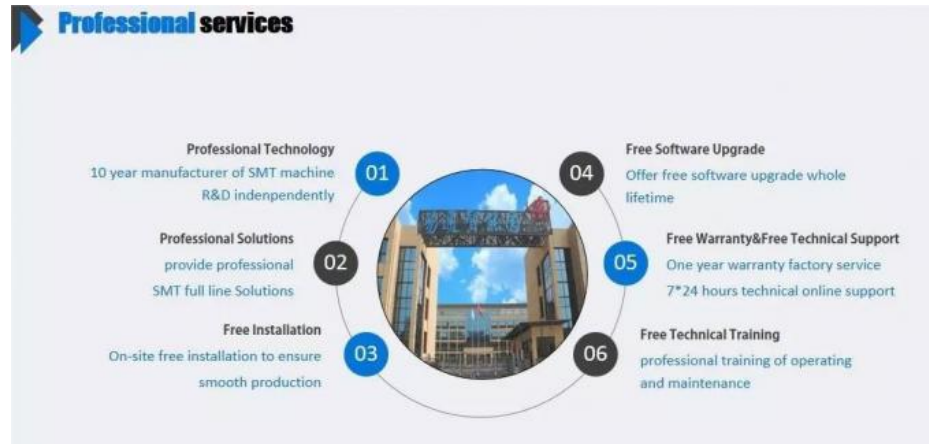 Professional services
Professional Technology
10 year manufacturer of SMT machine
R&D indenpendently
01
Professional Solutions
provide professional
SMT full line Solutions
02
Free Installation
On-site free installation to ensure
smooth production
03
04
Free Software Upgrade
Offer free software upgrade whole
lifetime
05
Free Warranty&Free Technical Support
One year warranty factory service
7*24 hours technical online support
06
Free Technical Training
professional training of operating
and maintenance